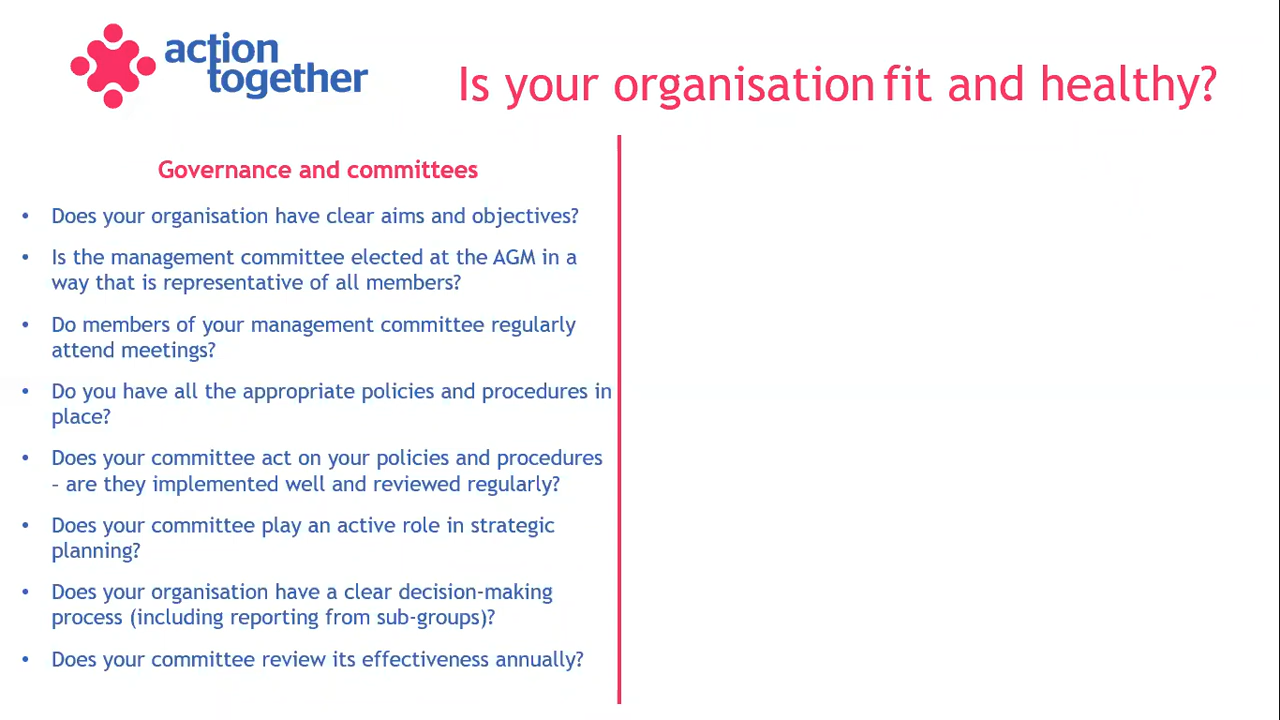 action
together
Is your organisation fit and healthy?
Governance and committees
• Does your organisation have clear aims and objectives?
• Is the management committee elected at the AGM in a
way that is representative of all members?
• Do members of your management committee regularly
attend meetings?
• Do you have all the appropriate policies and procedures in
place?
• Does your committee act on your policies and procedures
– are they implemented well and reviewed regularly?
• Does your committee play an active role in strategic
planning?
• Does your organisation have a clear decision-making
process (including reporting from sub-groups)?
• Does your committee review its effectiveness annually?